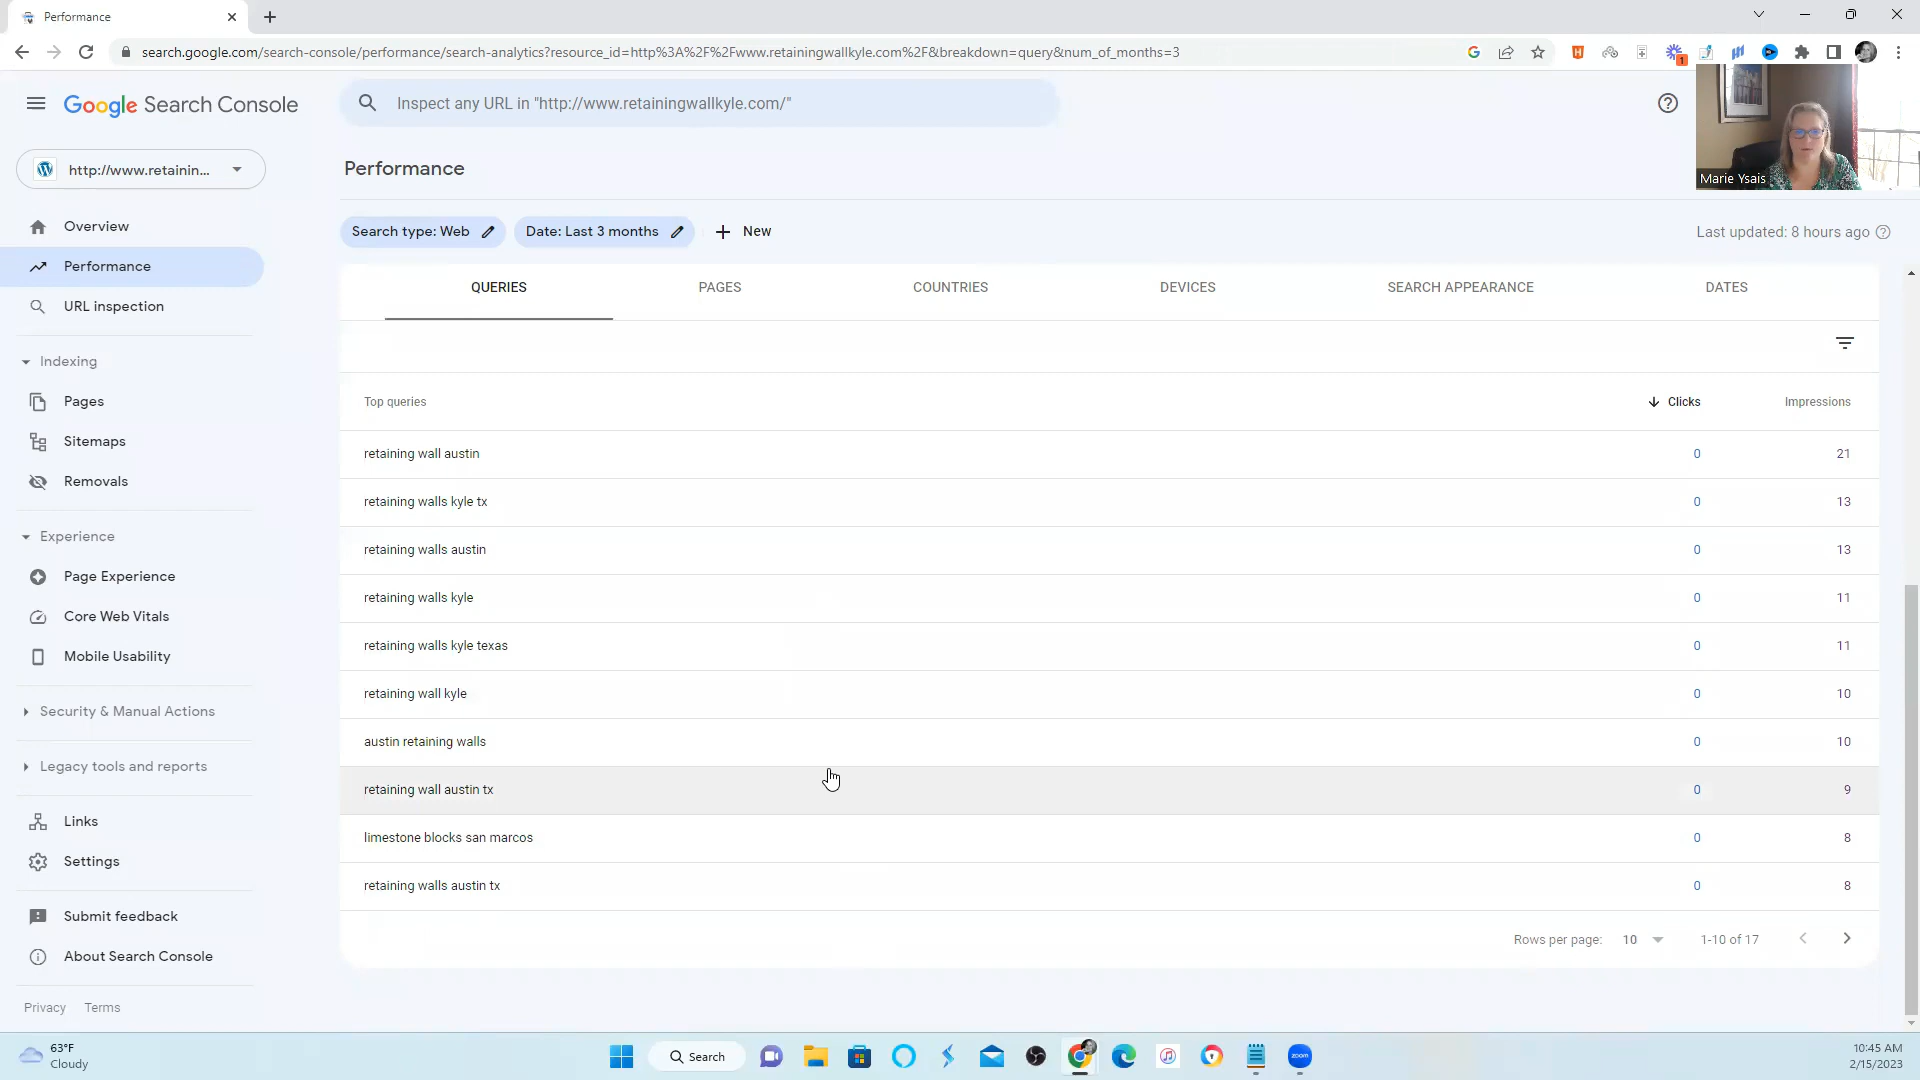 Performance
search.google.com/search-console/performance/search-analytics?resource_id=http%3A%2F%2Fwww.retainingwallkyle.com%2F&breakdown=query&num_of_months=3
1
Google Search Console
Inspect any URL in "http://www.retainingwallkyle.com/"
Marie Ysais
http://www.retainin...
Performance
Search type: Web
Date: Last 3 months
New
Last updated: 8 hours ago
Overview
Performance
URL inspection
Indexing
Pages
Sitemaps
Removals
Experience
Page Experience
Core Web Vitals
Mobile Usability
Security & Manual Actions
Legacy tools and reports
Links
Settings
Submit feedback
About Search Console
Privacy Terms
QUERIES PAGES COUNTRIES DEVICES SEARCH APPEARANCE DATES
Top queries Clicks Impressions
retaining wall austin 0 21
retaining walls kyle tx 0 13
retaining walls austin 0 13
retaining walls kyle 0 11
retaining walls kyle texas 0 11
retaining wall kyle 0 10
austin retaining walls 0 10
retaining wall austin tx 0 9
limestone blocks san marcos 0 8
retaining walls austin tx 0 8
Rows per page: 10 1-10 of 17
63°F
Cloudy
Search
zoom
10:45 AM
2/15/2023